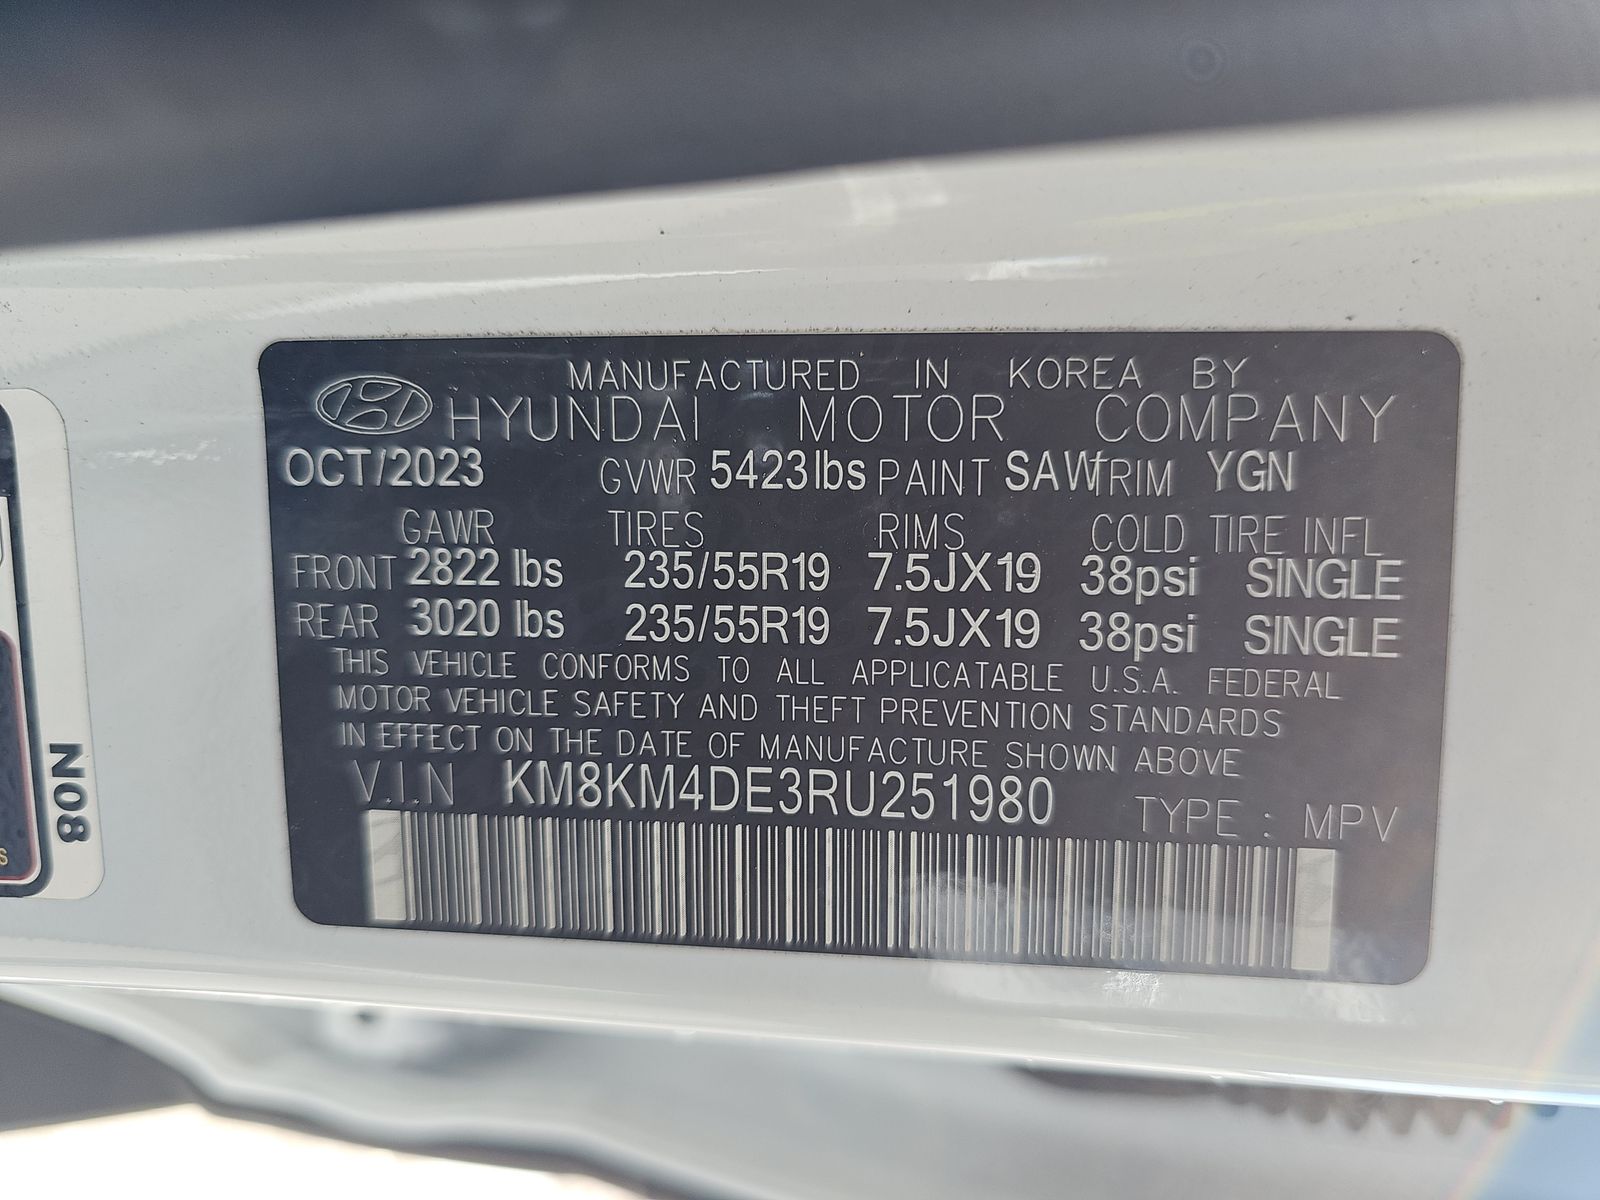 MANUFACTURED IN KOREA BY
HYUNDAI MOTOR COMPANY
OCT/2023 GVWR 5423lbs PAINT SAW TRIM YGN
GAWR TIRES RIMS COLD TIRE INFL
FRONT 2822 lbs 235/55R19 7.5JX19 38psi SINGLE
REAR 3020 lbs 235/55R19 7.5JX19 38psi SINGLE
THIS VEHICLE CONFORMS TO ALL APPLICATABLE U.S.A. FEDERAL
MOTOR VEHICLE SAFETY AND THEFT PREVENTION STANDARDS
IN EFFECT ON THE DATE OF MANUFACTURE SHOWN ABOVE
V.I.N KM8KM4DE3RU251980 TYPE : MPV
N08